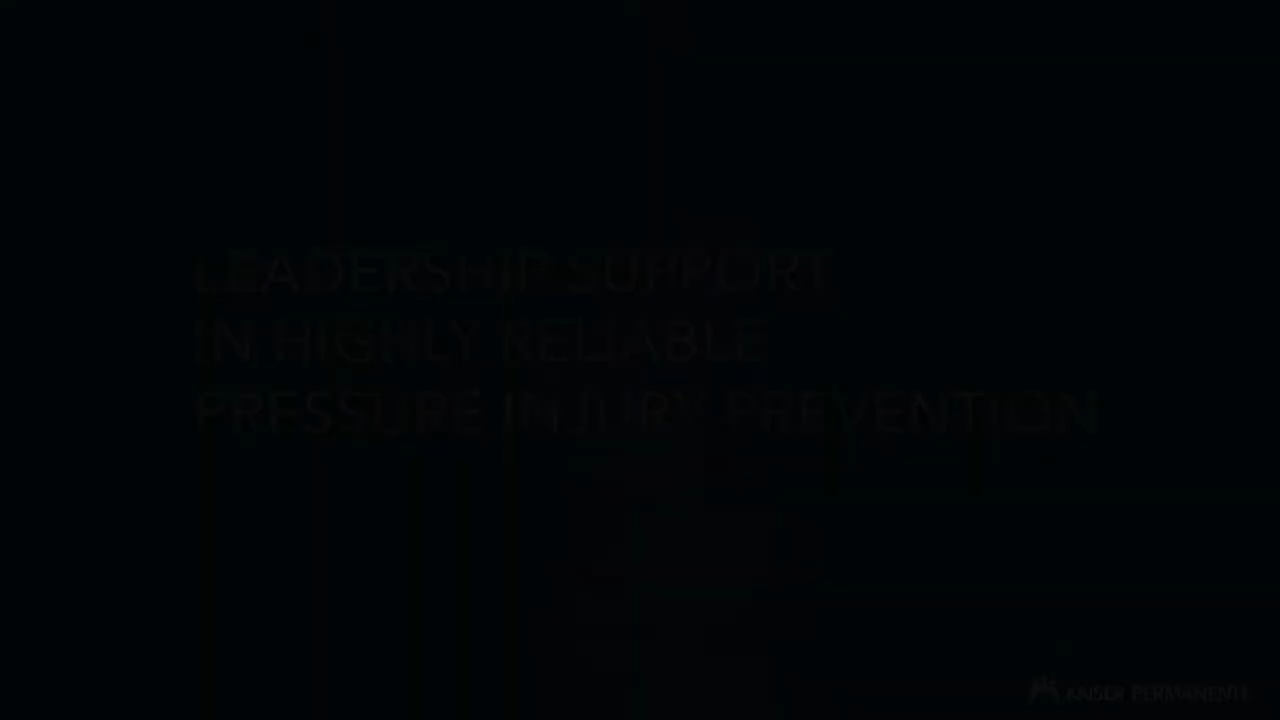 LEADERSHIP SUPPORT
IN HIGHLY RELIABLE
PRESSURE INJURY PREVENTION
KAISER PERMANENTE